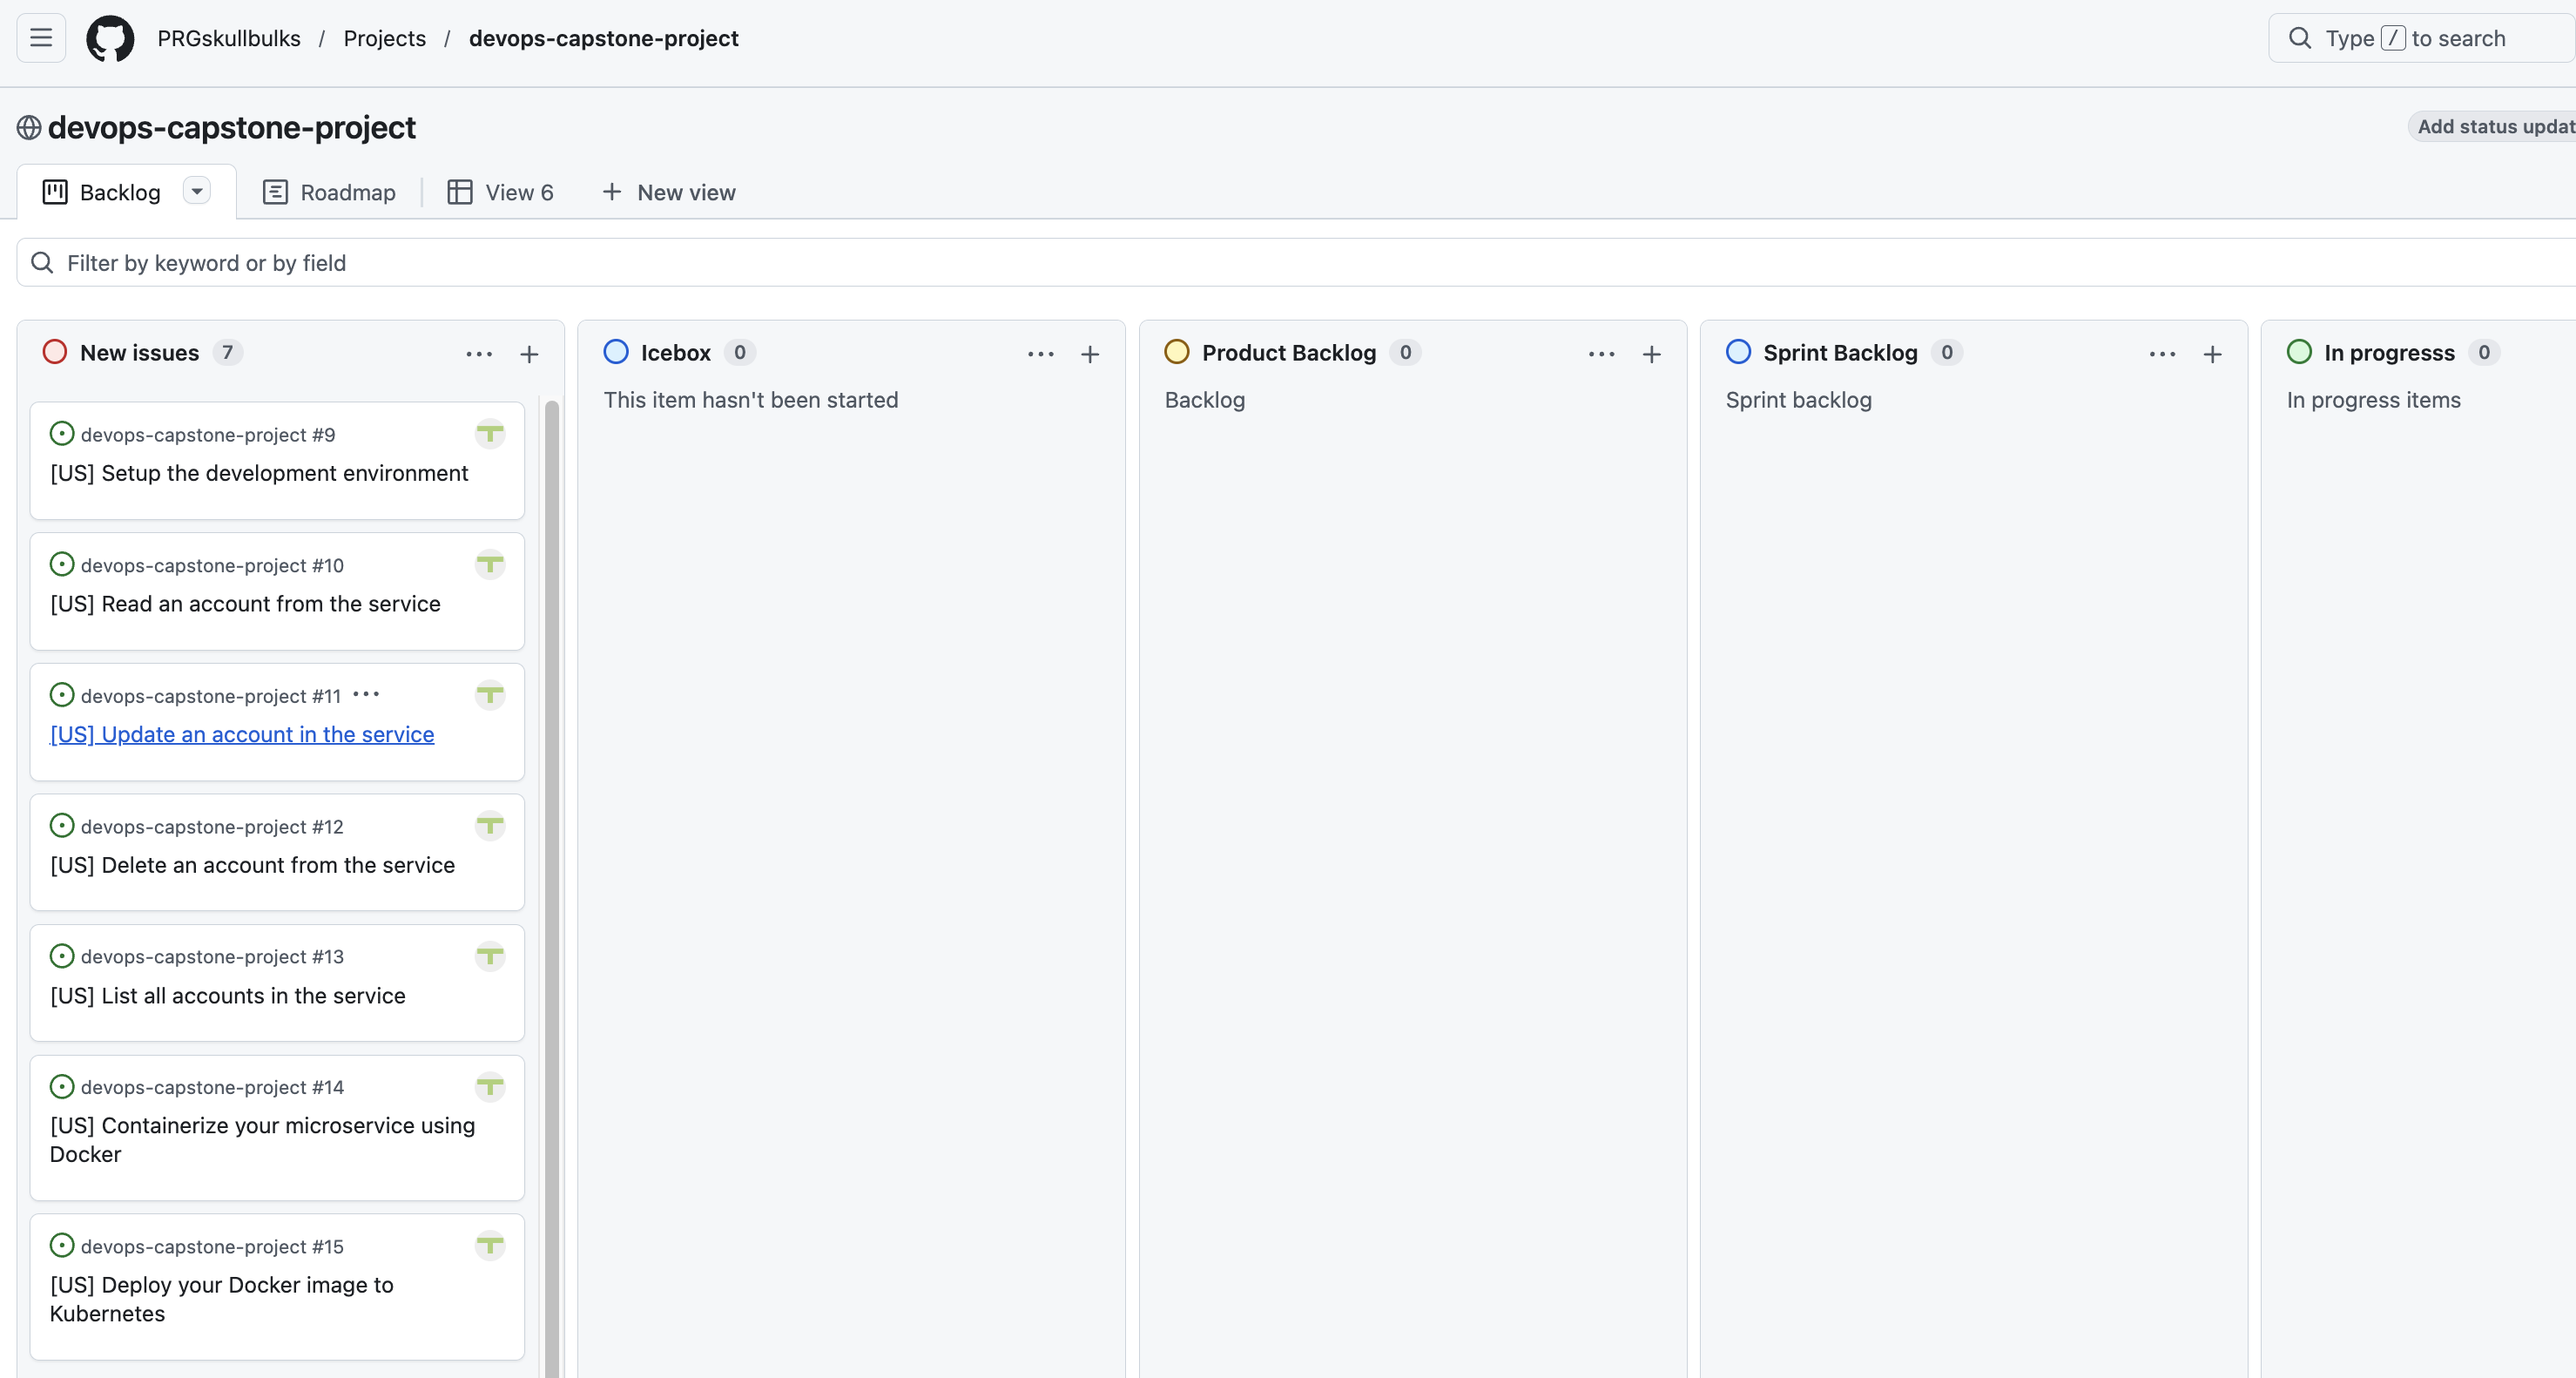 PRGskullbulks / Projects / devops-capstone-project
Type / to search
devops-capstone-project
Add status updat
Backlog
Roadmap
View 6
New view
Filter by keyword or by field
New issues 7
devops-capstone-project #9
[US] Setup the development environment
devops-capstone-project #10
[US] Read an account from the service
devops-capstone-project #11
[US] Update an account in the service
devops-capstone-project #12
[US] Delete an account from the service
devops-capstone-project #13
[US] List all accounts in the service
devops-capstone-project #14
[US] Containerize your microservice using
Docker
devops-capstone-project #15
[US] Deploy your Docker image to
Kubernetes
Icebox 0
This item hasn't been started
Product Backlog 0
Backlog
Sprint Backlog 0
Sprint backlog
In progresss 0
In progress items